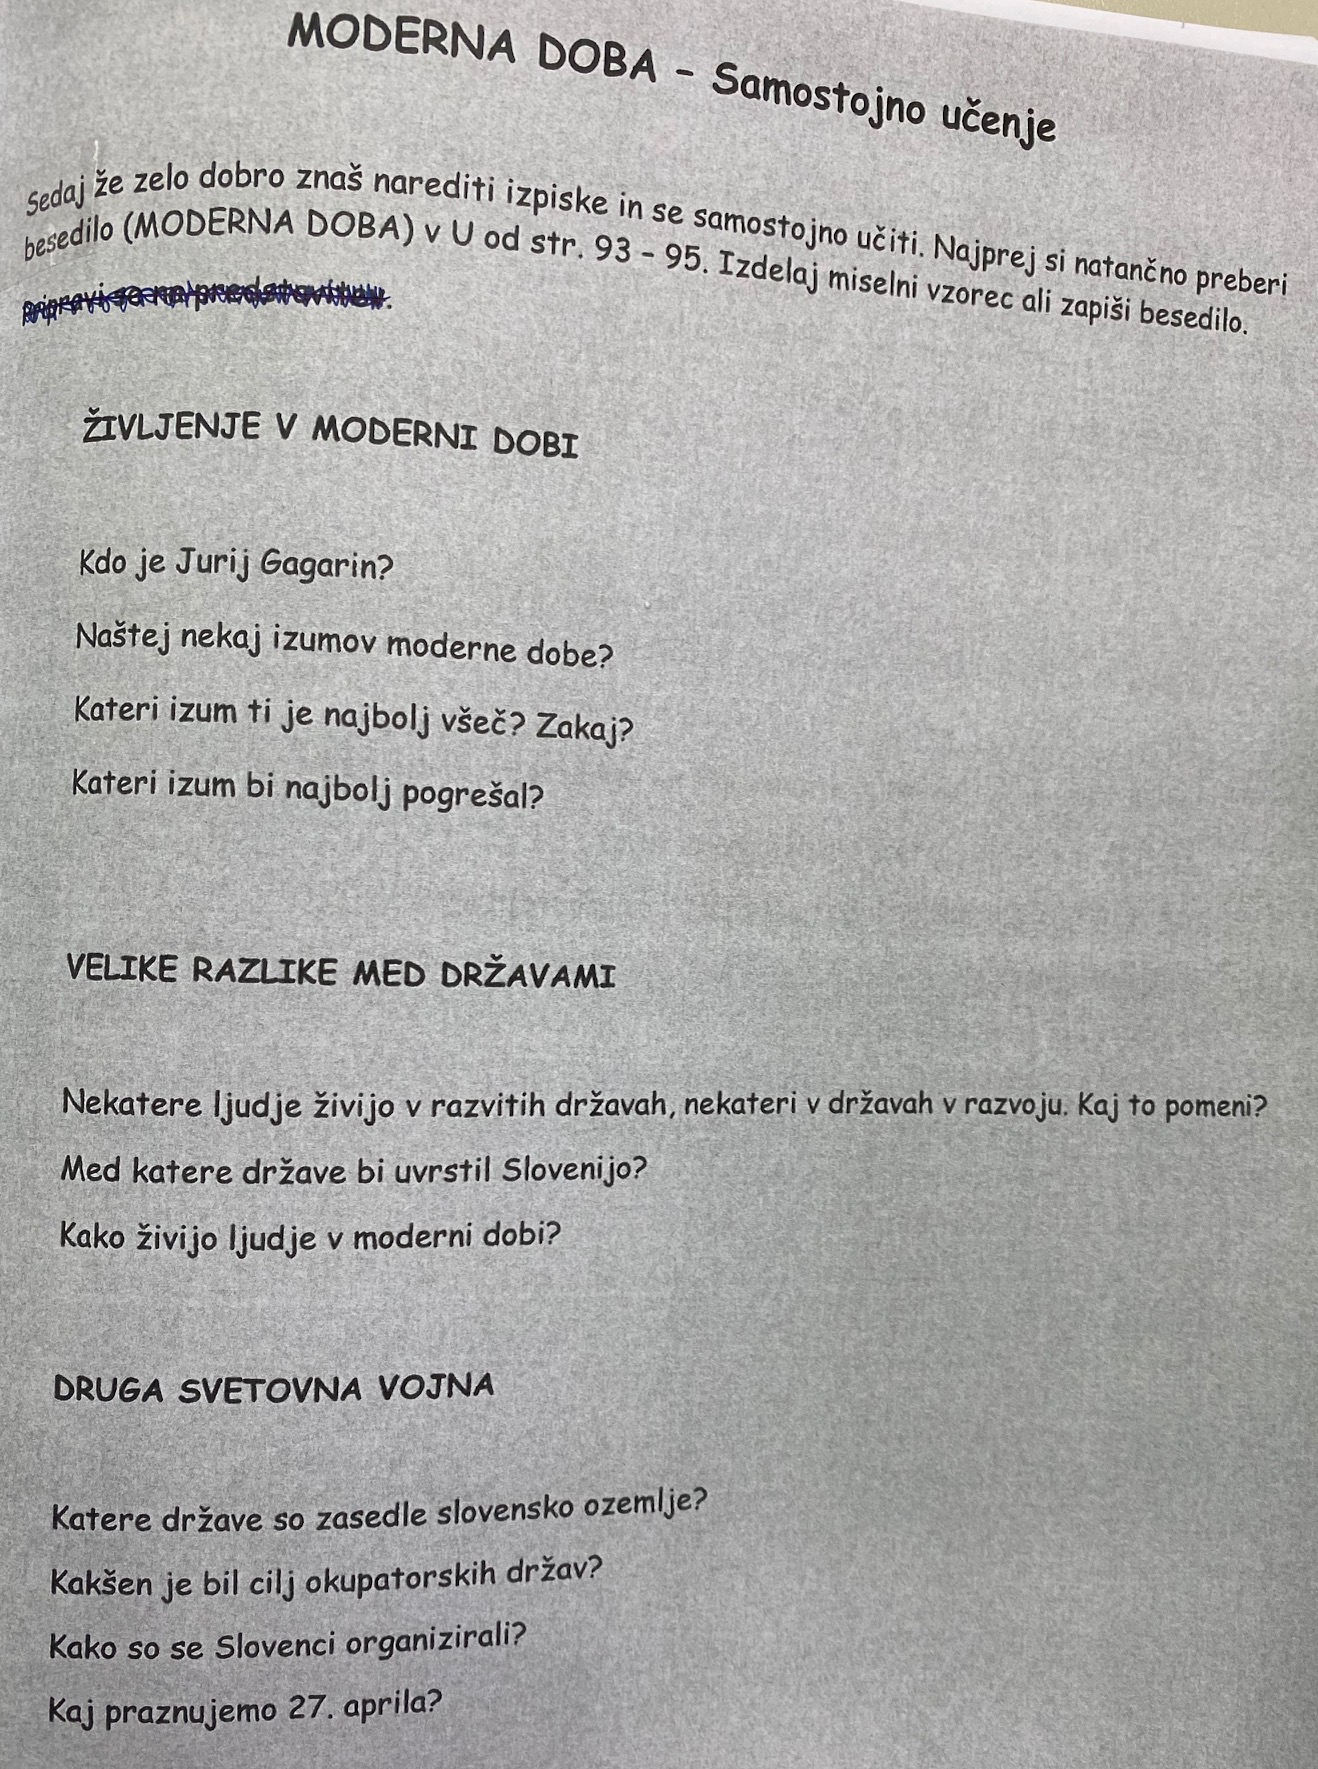 MODERNA DOBA - Samostojno učenje
Sedaj že zelo dobro znaš narediti izpiske in se samostojno učiti. Najprej si natančno preberi
besedilo (MODERNA DOBA) v U od str. 93 - 95. Izdelaj miselni vzorec ali zapiši besedilo.
ŽIVLJENJE V MODERNI DOBI
Kdo je Jurij Gagarin?
Naštej nekaj izumov moderne dobe?
Kateri izum ti je najbolj všeč? Zakaj?
Kateri izum bi najbolj pogrešal?
VELIKE RAZLIKE MED DRŽAVAMI
Nekatere ljudje živijo v razvitih državah, nekateri v državah v razvoju. Kaj to pomeni?
Med katere države bi uvrstil Slovenijo?
Kako živijo ljudje v moderni dobi?
DRUGA SVETOVNA VOJNA
Katere države so zasedle slovensko ozemlje?
Kakšen je bil cilj okupatorskih držav?
Kako so se Slovenci organizirali?
Kaj praznujemo 27. aprila?